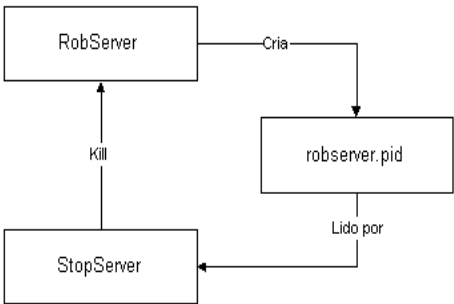 RobServer
Cria
robserver.pid
Kill
Lido por
StopServer